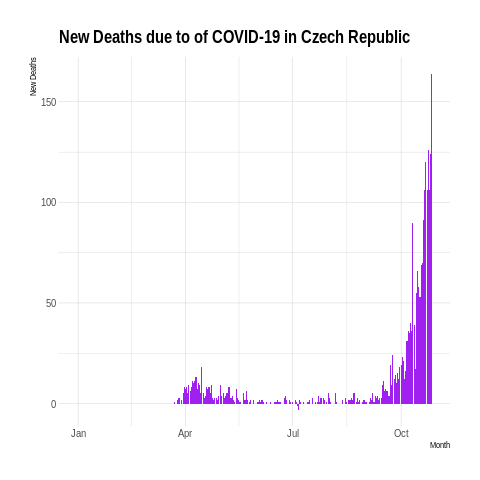 New Deaths due to of COVID-19 in Czech Republic
New Deaths
150
100
50
0
Jan Apr Jul Oct
Month